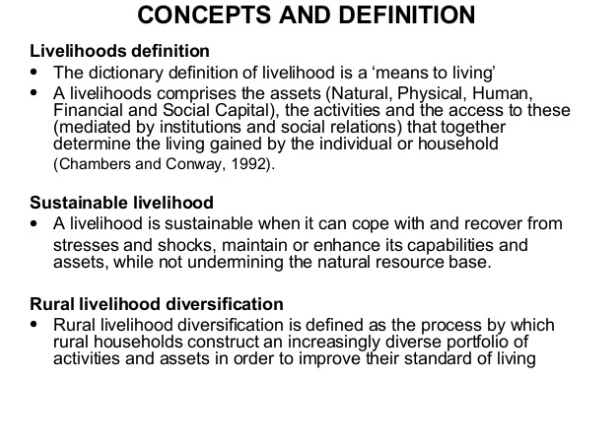 CONCEPTS AND DEFINITION
Livelihoods definition
• The dictionary definition of livelihood is a ‘means to living’
• A livelihoods comprises the assets (Natural, Physical, Human,
Financial and Social Capital), the activities and the access to these
(mediated by institutions and social relations) that together
determine the living gained by the individual or household
(Chambers and Conway, 1992).
Sustainable livelihood
• A livelihood is sustainable when it can cope with and recover from
stresses and shocks, maintain or enhance its capabilities and
assets, while not undermining the natural resource base.
Rural livelihood diversification
• Rural livelihood diversification is defined as the process by which
rural households construct an increasingly diverse portfolio of
activities and assets in order to improve their standard of living